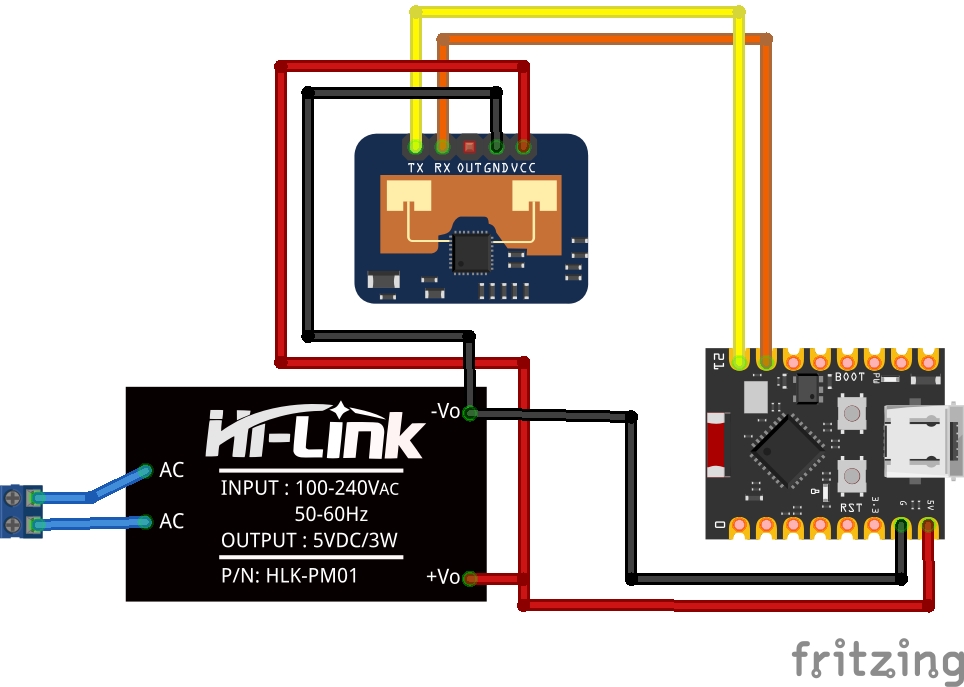 TX RX OUT GND VCC
21
BOOT
Hi-Link
-Vo
AC
INPUT : 100-240VAC
50-60Hz
AC
OUTPUT : 5VDC/3W
P/N: HLK-PM01
+Vo
RST
3.3
G
5V
0
fritzing